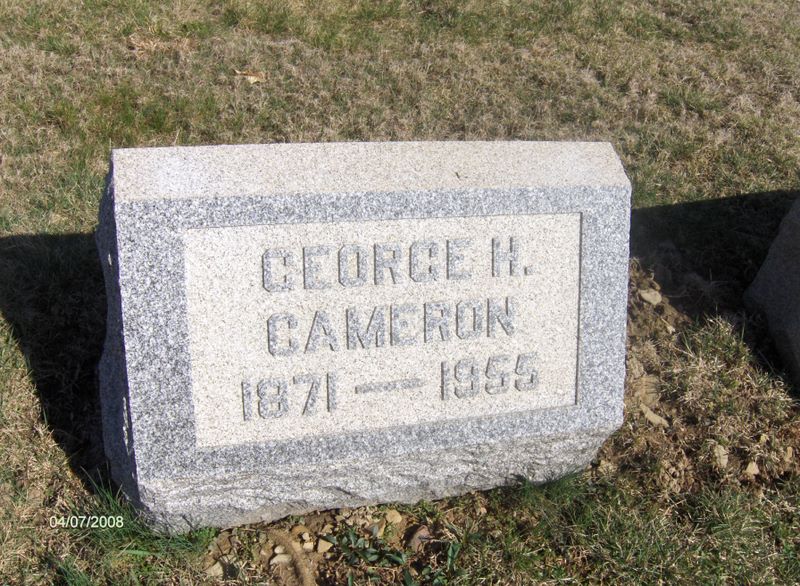 GEORGE H.
CAMERON
1871 — 1955
04/07/2008